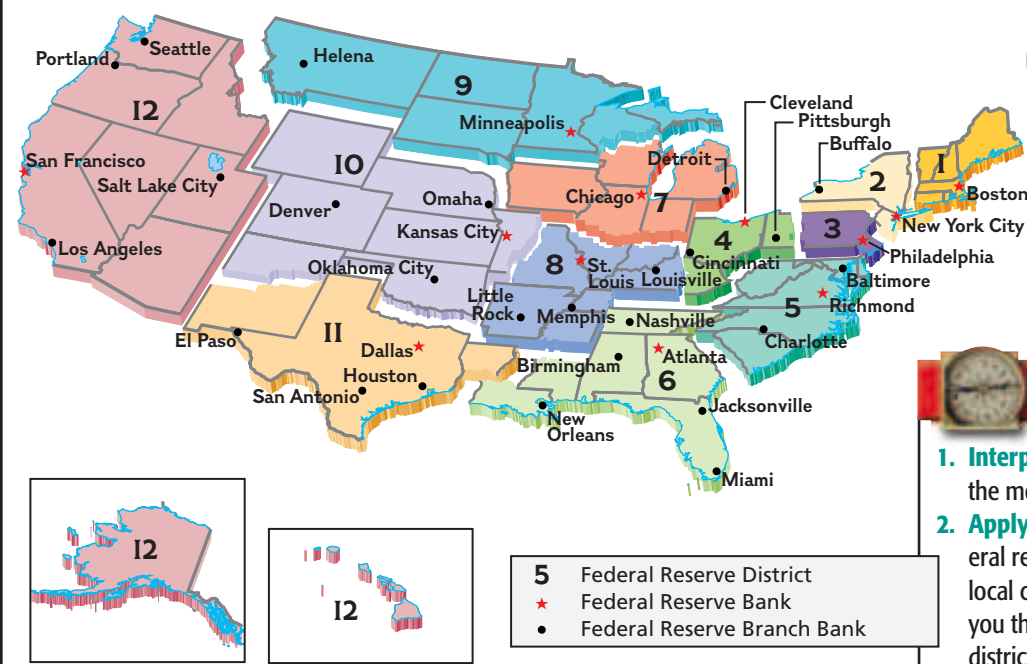 Seattle
Portland
Helena
9
I2
Minneapolis
San Francisco
Salt Lake City
Los Angeles
IO
Denver
Omaha
Kansas City
Oklahoma City
Chicago
Detroit
7
Cleveland
Pittsburgh
Buffalo
2
I
Boston
New York City
3
Philadelphia
4
Cincinnati
Baltimore
Richmond
5
Charlotte
8
St.
Louis
Louisville
Little
Rock
Memphis
Nashville
El Paso
II
Dallas
Houston
San Antonio
Birmingham
Atlanta
6
Jacksonville
New
Orleans
Miami
I2
I2
5 Federal Reserve District
Federal Reserve Bank
Federal Reserve Branch Bank
1. Interp
the mo
2. Apply
eral re
local c
you th
district